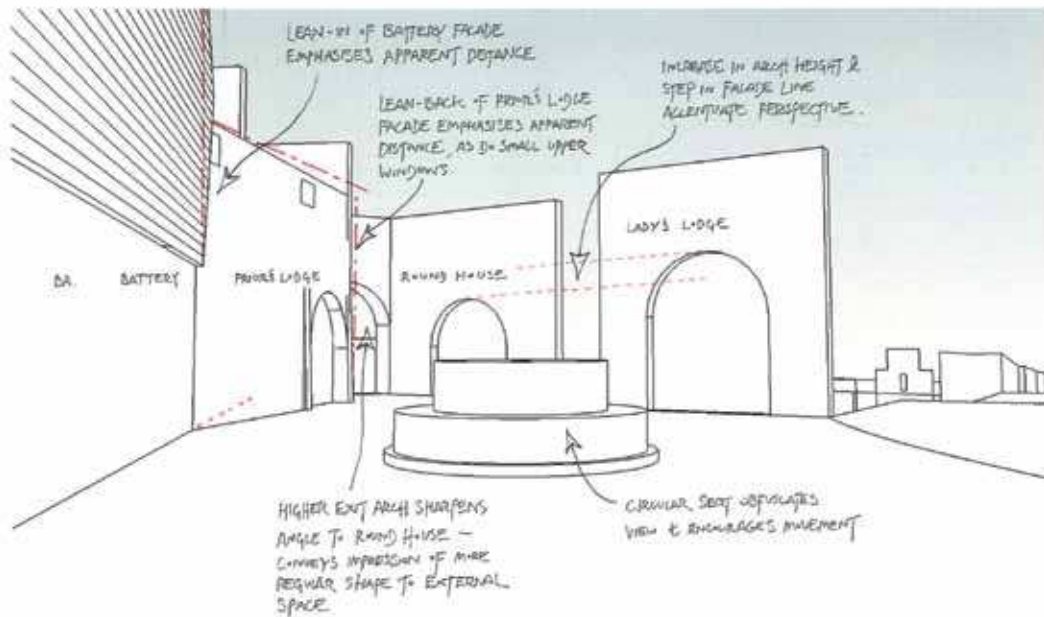 LEAN-IN OF BATTERY FACADE
EMPHASISES APPARENT DISTANCE
LEAN-BACK OF PRIOR'S LODGE
FACADE EMPHASISES APPARENT
DISTANCE, AS DO SMALL UPPER
WINDOWS.
INCREASE IN ARCH HEIGHT &
STEP IN FACADE LINE
ACCENTUATE PERSPECTIVE.
BA. BATTERY
PRIOR'S LODGE
ROUND HOUSE
LADY'S LODGE
HIGHER EXIT ARCH SHARPENS
ANGLE TO ROUND HOUSE –
CONVEYS IMPRESSION OF MORE
REGULAR SHAPE TO EXTERNAL
SPACE
CIRCULAR SEAT OBFUSCATES
VIEW & ENCOURAGES MOVEMENT